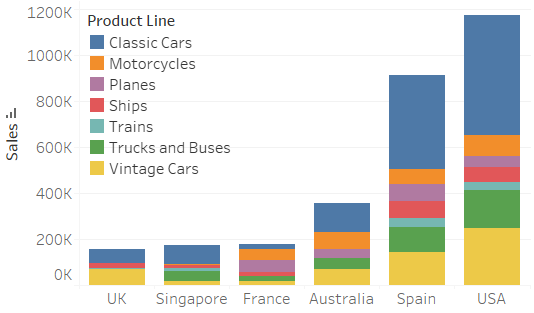 1200K
1000K
800K
600K
400K
200K
0K
Sales
Product Line
Classic Cars
Motorcycles
Planes
Ships
Trains
Trucks and Buses
Vintage Cars
UK Singapore France Australia Spain USA